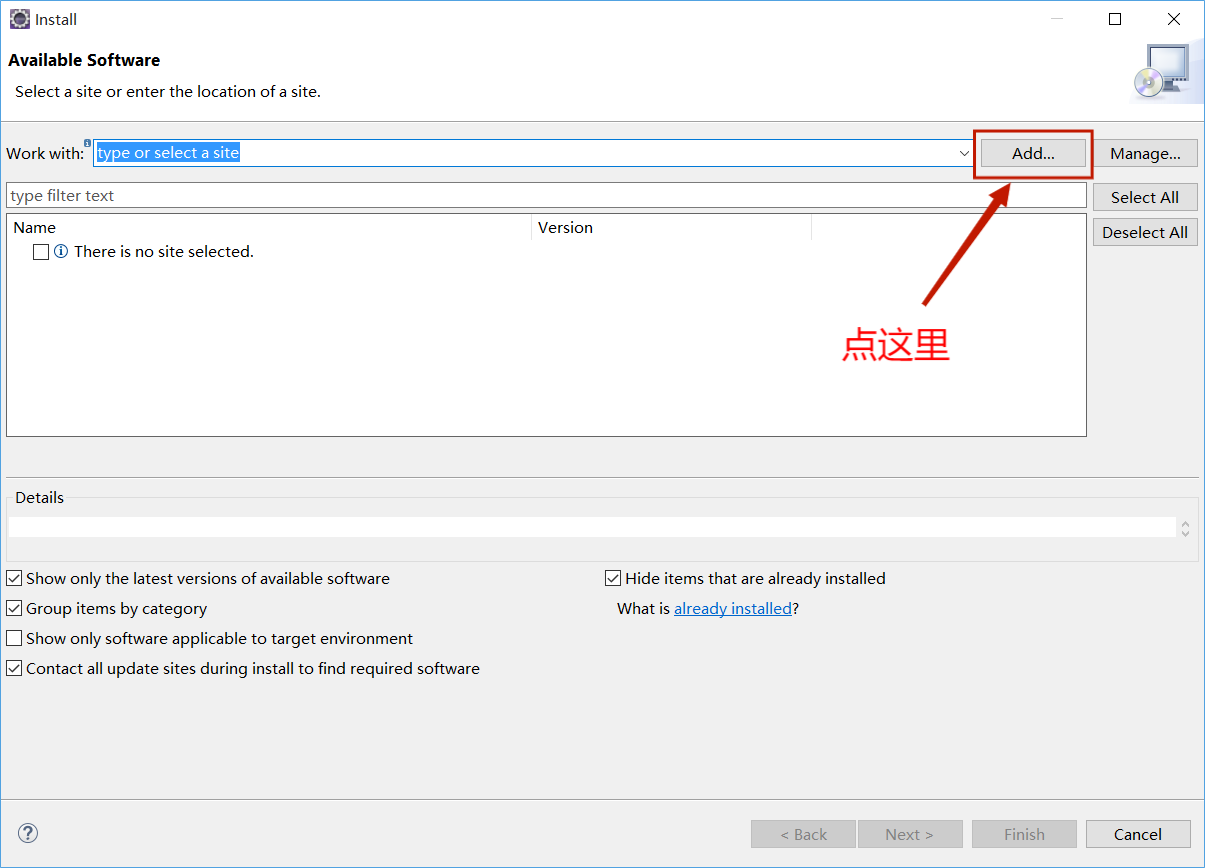 Install
Available Software
Select a site or enter the location of a site.
Work with: type or select a site Add... Manage...
type filter text Select All
Name Version Deselect All
There is no site selected.
点这里
Details
Show only the latest versions of available software Hide items that are already installed
Group items by category What is already installed?
Show only software applicable to target environment
Contact all update sites during install to find required software
< Back Next > Finish Cancel